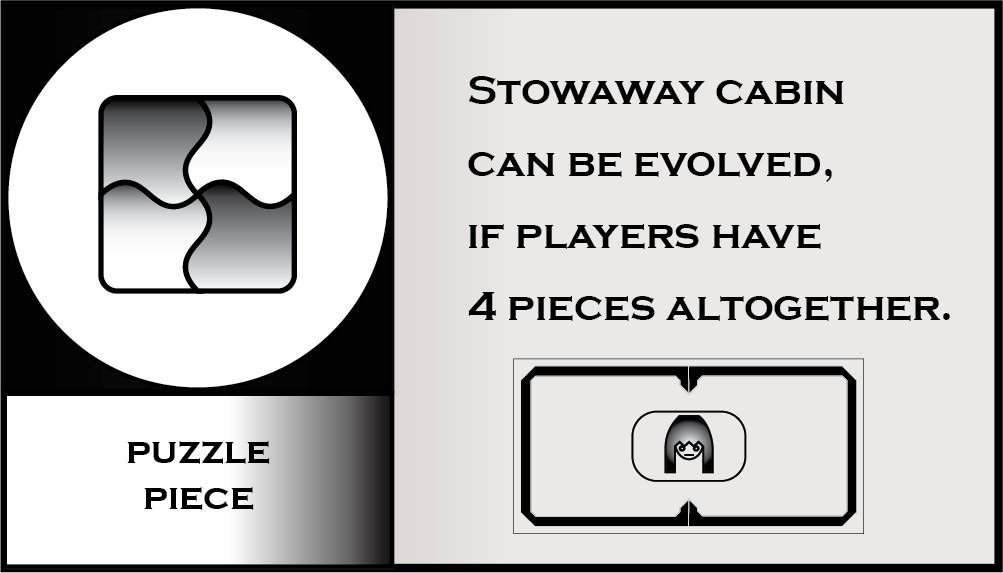 Stowaway cabin
can be evolved,
if players have
4 pieces altogether.
puzzle
piece